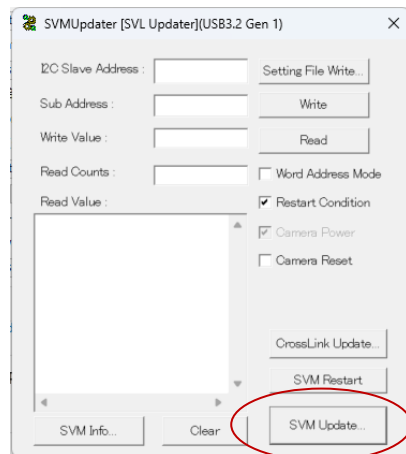 SVMUpdater [SVL Updater](USB3.2 Gen 1)
I2C Slave Address :
Setting File Write...
Sub Address :
Write
Write Value :
Read
Read Counts :
Word Address Mode
Read Value :
Restart Condition
Camera Power
Camera Reset
CrossLink Update...
SVM Restart
SVM Info...
Clear
SVM Update...